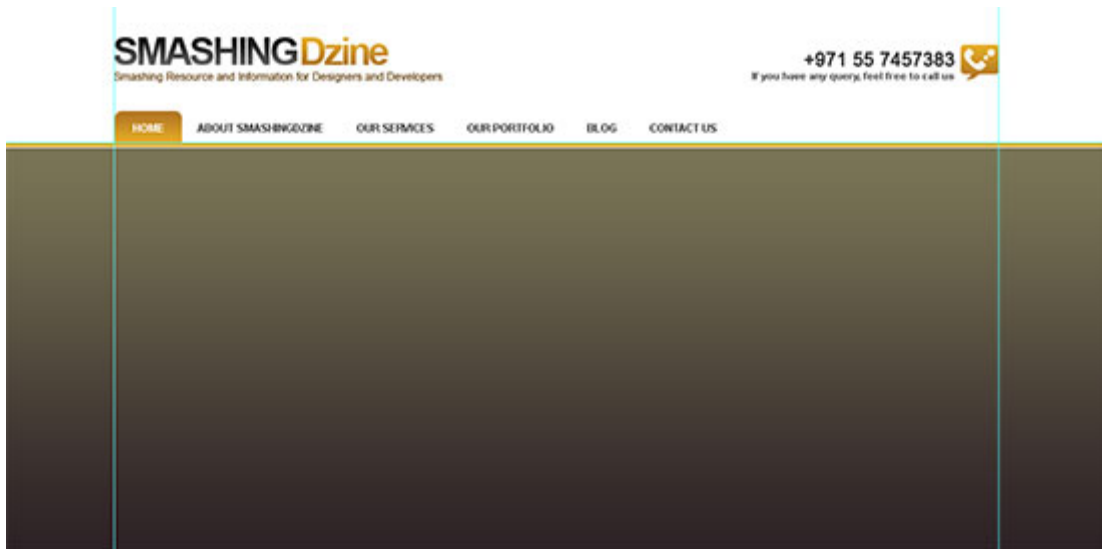 SMASHINGDzine
Smashing Resource and Information for Designers and Developers
+971 55 7457383
If you have any query, feel free to call us
HOME ABOUT SMASHINGDZINE OUR SERVICES OUR PORTFOLIO BLOG CONTACT US